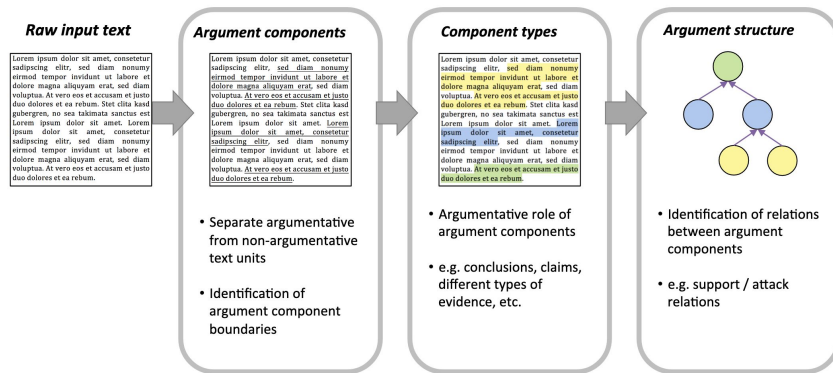 Raw input text
Lorem ipsum dolor sit amet, consetetur
sadipscing elitr, sed diam nonumy
eirmod tempor invidunt ut labore et
dolore magna aliquyam erat, sed diam
voluptua. At vero eos et accusam et justo
duo dolores et ea rebum. Stet clita kasd
gubergren, no sea takimata sanctus est
Lorem ipsum dolor sit amet. Lorem
ipsum dolor sit amet, consetetur
sadipscing elitr, sed diam nonumy
eirmod tempor invidunt ut labore et
dolore magna aliquyam erat, sed diam
voluptua. At vero eos et accusam et justo
duo dolores et ea rebum.
Argument components
Lorem ipsum dolor sit amet, consetetur
sadipscing elitr, sed diam nonumy
eirmod tempor invidunt ut labore et
dolore magna aliquyam erat, sed diam
voluptua. At vero eos et accusam et justo
duo dolores et ea rebum. Stet clita kasd
gubergren, no sea takimata sanctus est
Lorem ipsum dolor sit amet. Lorem
ipsum dolor sit amet, consetetur
sadipscing elitr, sed diam nonumy
eirmod tempor invidunt ut labore et
dolore magna aliquyam erat, sed diam
voluptua. At vero eos et accusam et justo
duo dolores et ea rebum.
• Separate argumentative
from non-argumentative
text units
• Identification of
argument component
boundaries
Component types
Lorem ipsum dolor sit amet, consetetur
sadipscing elitr, sed diam nonumy
eirmod tempor invidunt ut labore et
dolore magna aliquyam erat, sed diam
voluptua. At vero eos et accusam et justo
duo dolores et ea rebum. Stet clita kasd
gubergren, no sea takimata sanctus est
Lorem ipsum dolor sit amet. Lorem
ipsum dolor sit amet, consetetur
sadipscing elitr, sed diam nonumy
eirmod tempor invidunt ut labore et
dolore magna aliquyam erat, sed diam
voluptua. At vero eos et accusam et justo
duo dolores et ea rebum.
• Argumentative role of
argument components
• e.g. conclusions, claims,
different types of
evidence, etc.
Argument structure
• Identification of relations
between argument
components
• e.g. support / attack
relations